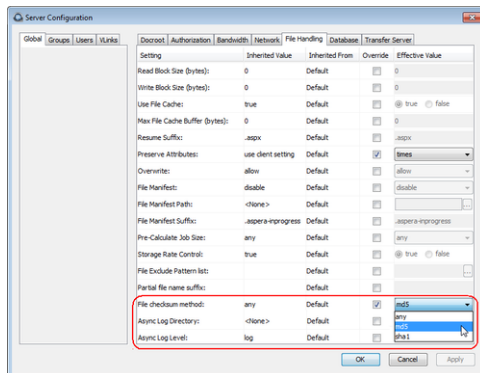 Server Configuration
Global Groups Users VLinks
Docroot Authorization Bandwidth Network File Handling Database Transfer Server
Setting Inherited Value Inherited From Override Effective Value
Read Block Size (bytes): 0 Default 0
Write Block Size (bytes): 0 Default 0
Use File Cache: true Default true false
Max File Cache Buffer (bytes): 0 Default 0
Resume Suffix: .aspx Default .aspx
Preserve Attributes: use client setting Default times
Overwrite: allow Default allow
File Manifest: disable Default disable
File Manifest Path: <None> Default ...
File Manifest Suffix: .aspera-inprogress Default .aspera-inprogress
Pre-Calculate Job Size: any Default any
Storage Rate Control: true Default true false
File Exclude Pattern list: Default ...
Partial file name suffix: Default
File checksum method: any Default md5
any
Async Log Directory: <None> Default md5
Async Log Level: log Default sha1
OK Cancel Apply